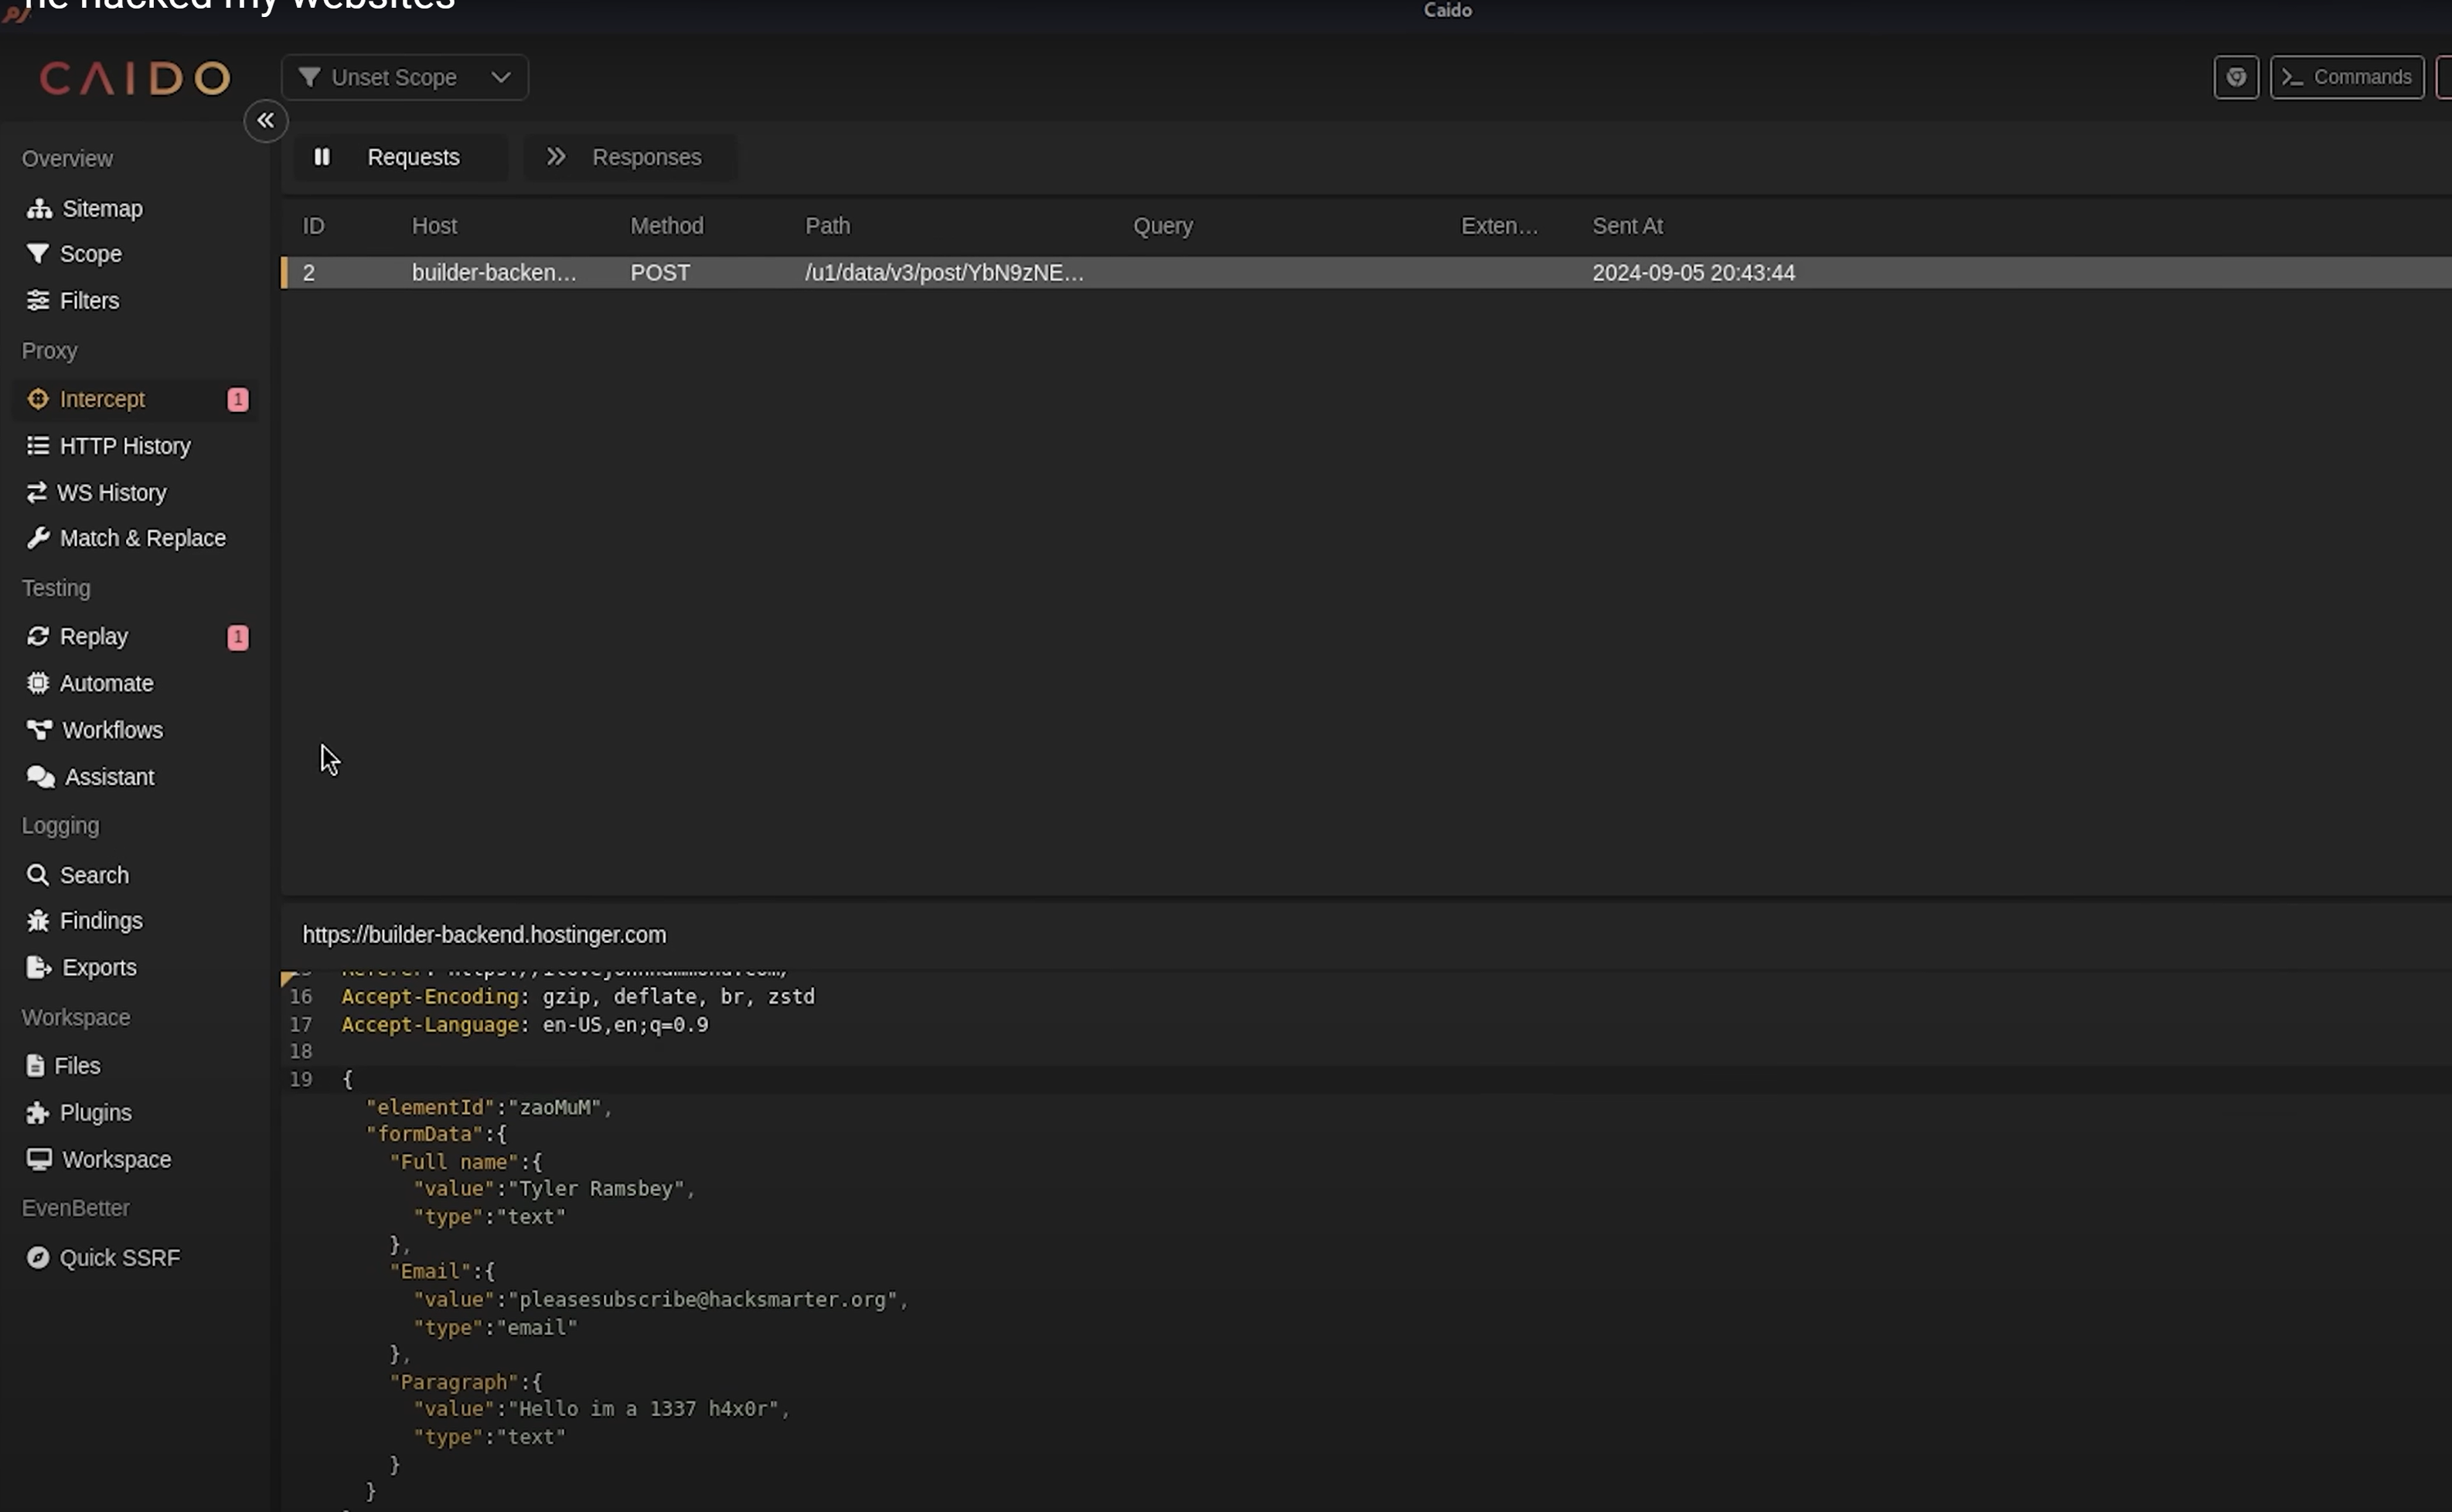 he hacked my websites
Caido
CAIDO
Unset Scope
Commands
Requests
Responses
Overview
Sitemap
Scope
Filters
Proxy
Intercept 1
HTTP History
WS History
Match & Replace
Testing
Replay 1
Automate
Workflows
Assistant
Logging
Search
Findings
Exports
Workspace
Files
Plugins
Workspace
EvenBetter
Quick SSRF
ID Host Method Path Query Exten... Sent At
2 builder-backen... POST /u1/data/v3/post/YbN9zNE... 2024-09-05 20:43:44
https://builder-backend.hostinger.com
16 Accept-Encoding: gzip, deflate, br, zstd
17 Accept-Language: en-US,en;q=0.9
18
19 {
"elementId":"zaoMuM",
"formData":{
"Full name":{
"value":"Tyler Ramsbey",
"type":"text"
},
"Email":{
"value":"pleasesubscribe@hacksmarter.org",
"type":"email"
},
"Paragraph":{
"value":"Hello im a 1337 h4x0r",
"type":"text"
}
}